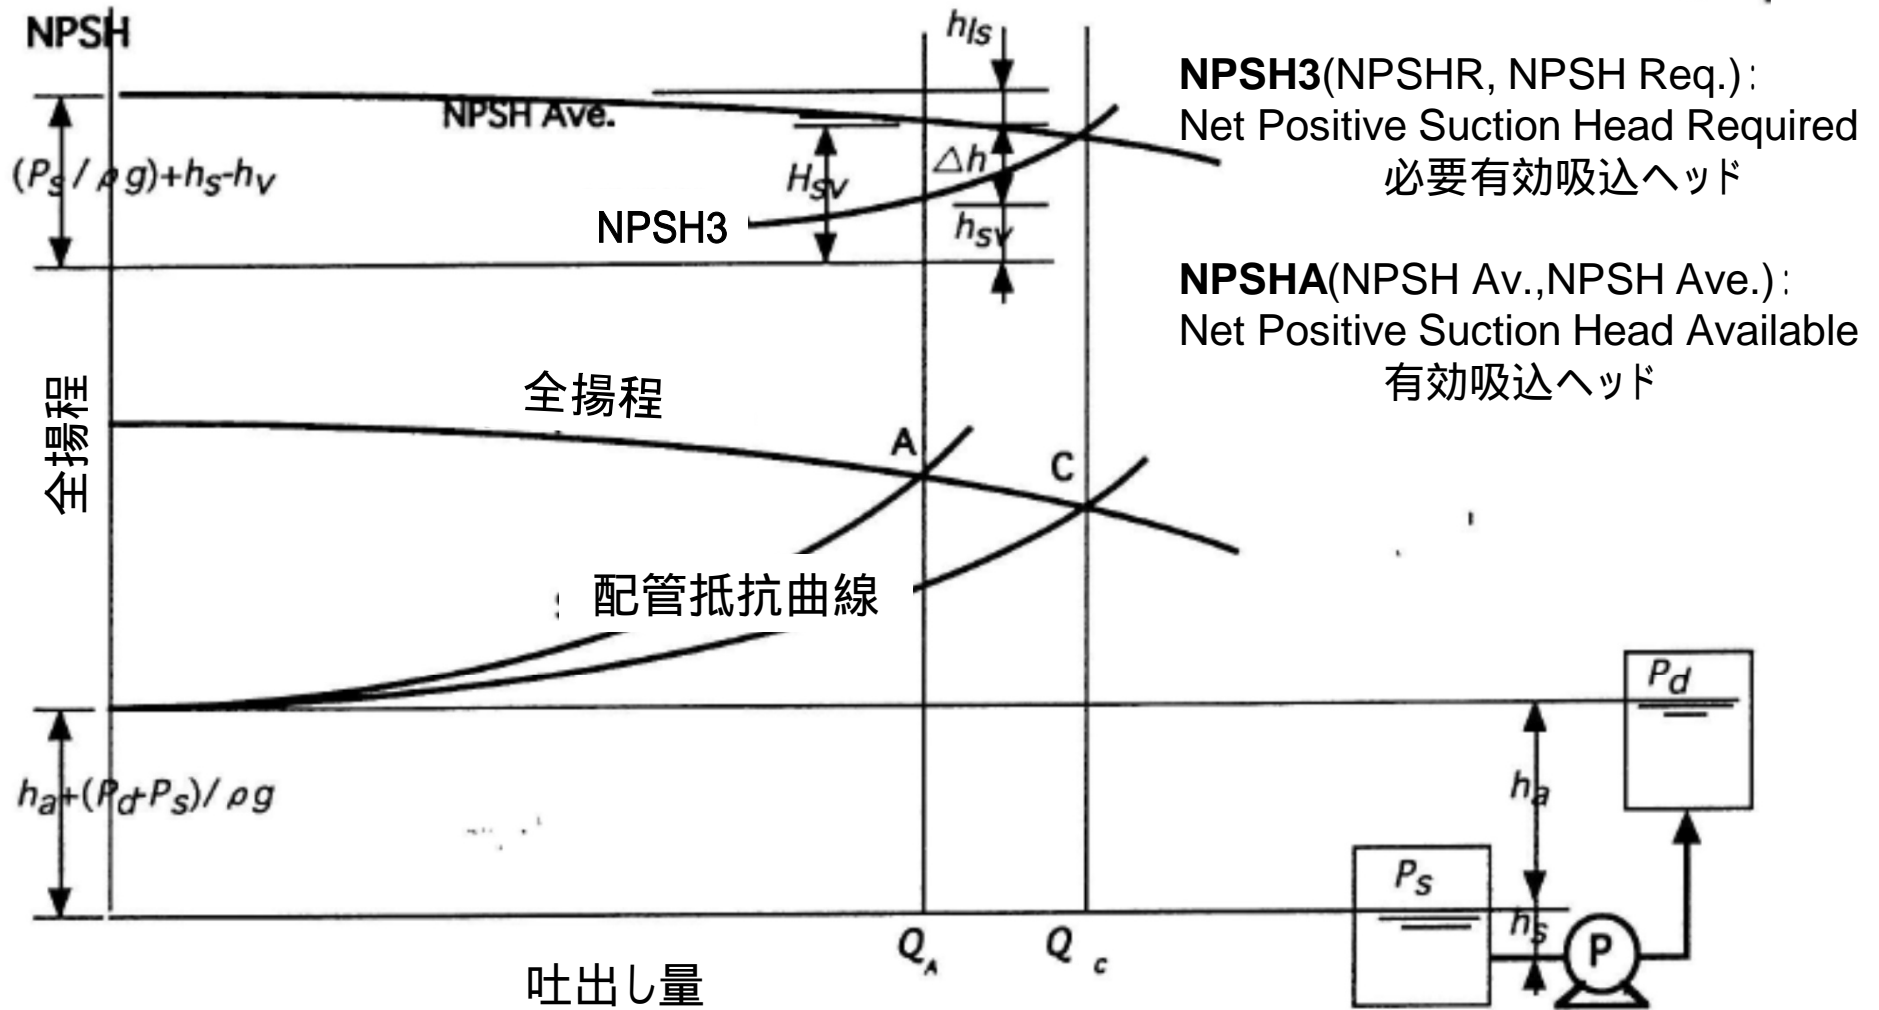 NPSH
hls
NPSH3(NPSHR, NPSH Req.):
Net Positive Suction Head Required
必要有効吸込ヘッド
NPSH Ave.
(Ps/ρg)+hs-hv
Hsv
△h
NPSH3
hsv
NPSHA(NPSH Av.,NPSH Ave.):
Net Positive Suction Head Available
有効吸込ヘッド
全揚程
全揚程
A
C
配管抵抗曲線
Pd
ha+(Pd+Ps)/ρg
ha
Ps
hs
P
QA
Q c
吐出し量